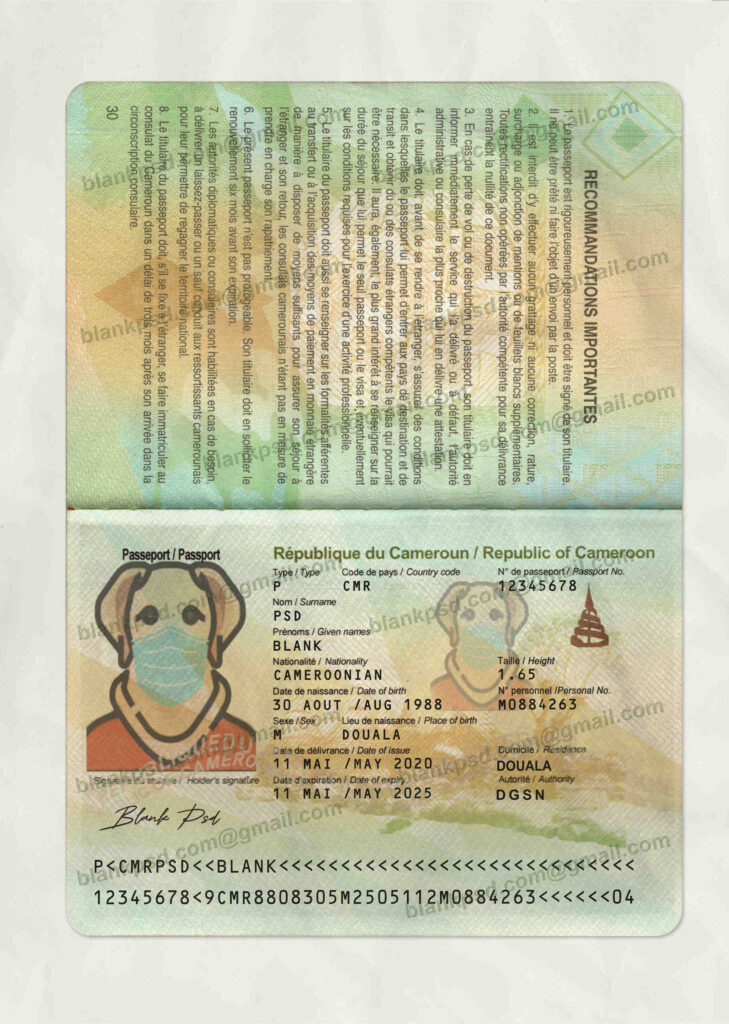 RECOMMANDATIONS IMPORTANTES
1. Le passeport est rigoureusement personnel et doit être signé de son titulaire.
Il ne peut être prêté ni faire l'objet d'un envoi par la poste.
2. Il est interdit d'y effectuer aucun grattage ni aucune correction, rature,
surcharge ou adjonction de mentions ou de feuillets blancs supplémentaires.
Toutes rectifications non opérées par l'autorité compétente pour sa délivrance
entraînent la nullité de ce document.
3. En cas de perte de vol ou de destruction du passeport, son titulaire doit en
informer immédiatement le service qui l'a délivré ou à défaut, l'autorité
administrative ou consulaire la plus proche qui lui en délivre une attestation.
4. Le titulaire doit, avant de se rendre à l'étranger, s'assurer des conditions
dans lesquelles le passeport lui permet d'entrer aux pays de destination et de
transit et obtenir du ou des consulats étrangers compétents le visa qui pourrait
être nécessaire. Il aura, également, le plus grand intérêt à se renseigner sur la
durée du séjour que lui permet le seul passeport ou le visa et éventuellement
sur les conditions requises pour l'exercice d'une activité professionnelle.
5. Le titulaire du passeport doit aussi se renseigner sur les formalités afférentes
au transfert ou à l'acquisition des moyens de paiement en monnaie étrangère
de manière à disposer de moyens suffisants pour assurer son séjour à
l'étranger et son retour, les consulats camerounais n'étant pas en mesure de
prendre en charge son rapatriement.
6. Le présent passeport n'est pas prorogeable. Son titulaire doit en solliciter le
renouvellement six mois avant son expiration.
7. Les autorités diplomatiques ou consulaires sont habilitées en cas de besoin,
à délivrer un laissez-passer ou un sauf conduit aux ressortissants camerounais
pour leur permettre de regagner le territoire national.
8. Le titulaire du passeport doit, s'il se fixe à l'étranger, se faire immatriculer au
consulat du Cameroun dans un délai de trois mois après son arrivée dans la
circonscription consulaire.
30
Passeport / Passport
République du Cameroun / Republic of Cameroon
Type / Type Code de pays / Country code N° de passeport / Passport No.
P CMR 12345678
Nom / Surname
PSD
Prénoms / Given names
BLANK
Nationalité / Nationality Taille / Height
CAMEROONIAN 1.65
Date de naissance / Date of birth N° personnel /Personal No.
30 AOUT /AUG 1988 M0884263
Sexe / Sex Lieu de naissance / Place of birth
M DOUALA
Date de délivrance / Date of issue Domicile / Residence
11 MAI /MAY 2020 DOUALA
Signature du titulaire / Holder's signature Date d'expiration / Date of expiry Autorité / Authority
11 MAI /MAY 2025 DGSN
Blank Psd
P<CMRPSD<<BLANK<<<<<<<<<<<<<<<<<<<<<<<<<<<<<
12345678<9CMR8808305M2505112M0884263<<<<<<04
blankpsd.com@gmail.com